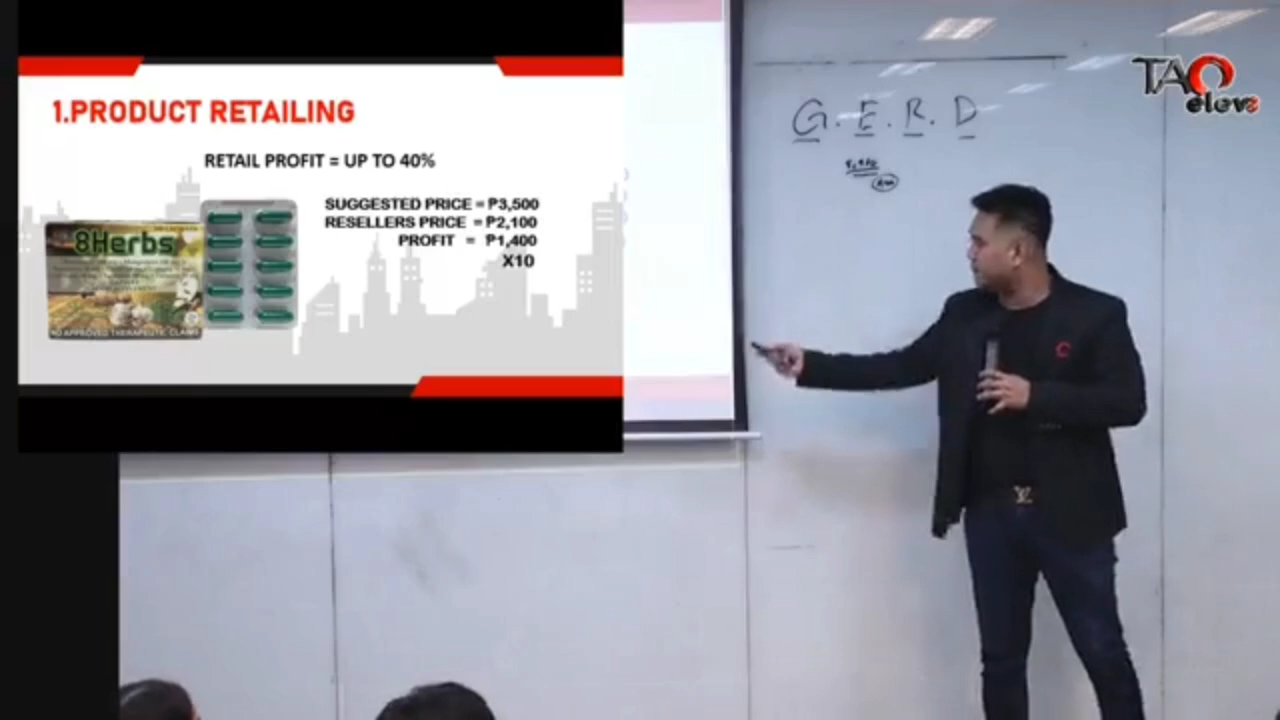 1.PRODUCT RETAILING
RETAIL PROFIT = UP TO 40%
SUGGESTED PRICE = ₱3,500
RESELLERS PRICE = ₱2,100
PROFIT = ₱1,400
X10
8Herbs
NO APPROVED THERAPEUTIC CLAIMS
G. E. R. D
TAO
elev8